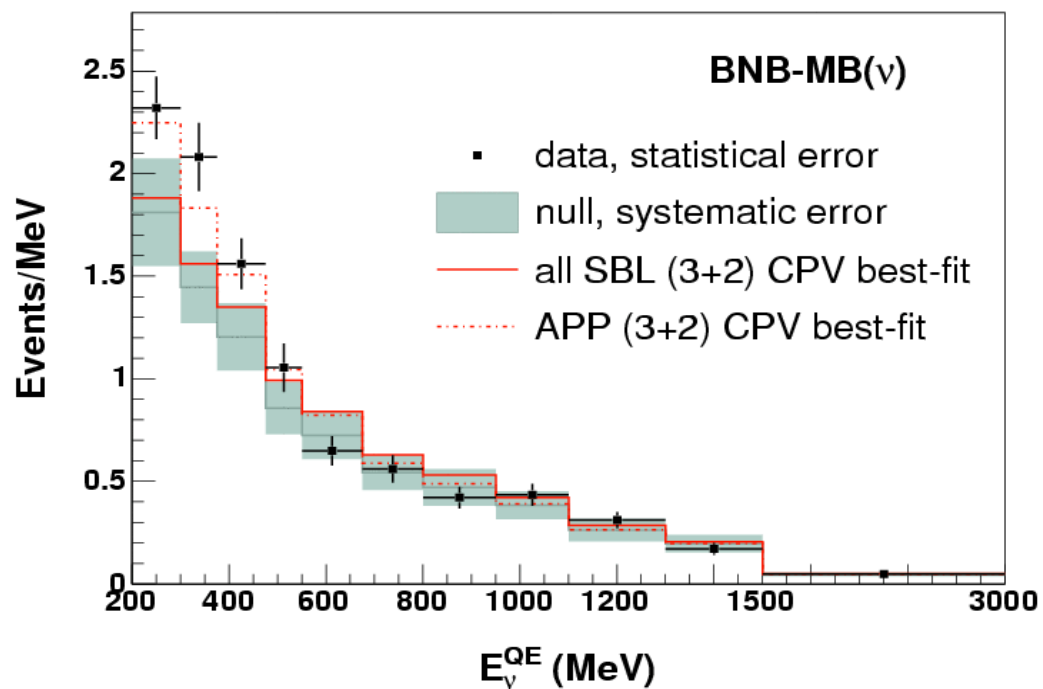 BNB-MB(ν)
data, statistical error
null, systematic error
all SBL (3+2) CPV best-fit
APP (3+2) CPV best-fit
Events/MeV
2.5
2
1.5
1
0.5
0
200 400 600 800 1000 1200 1500 3000
E_ν^QE (MeV)